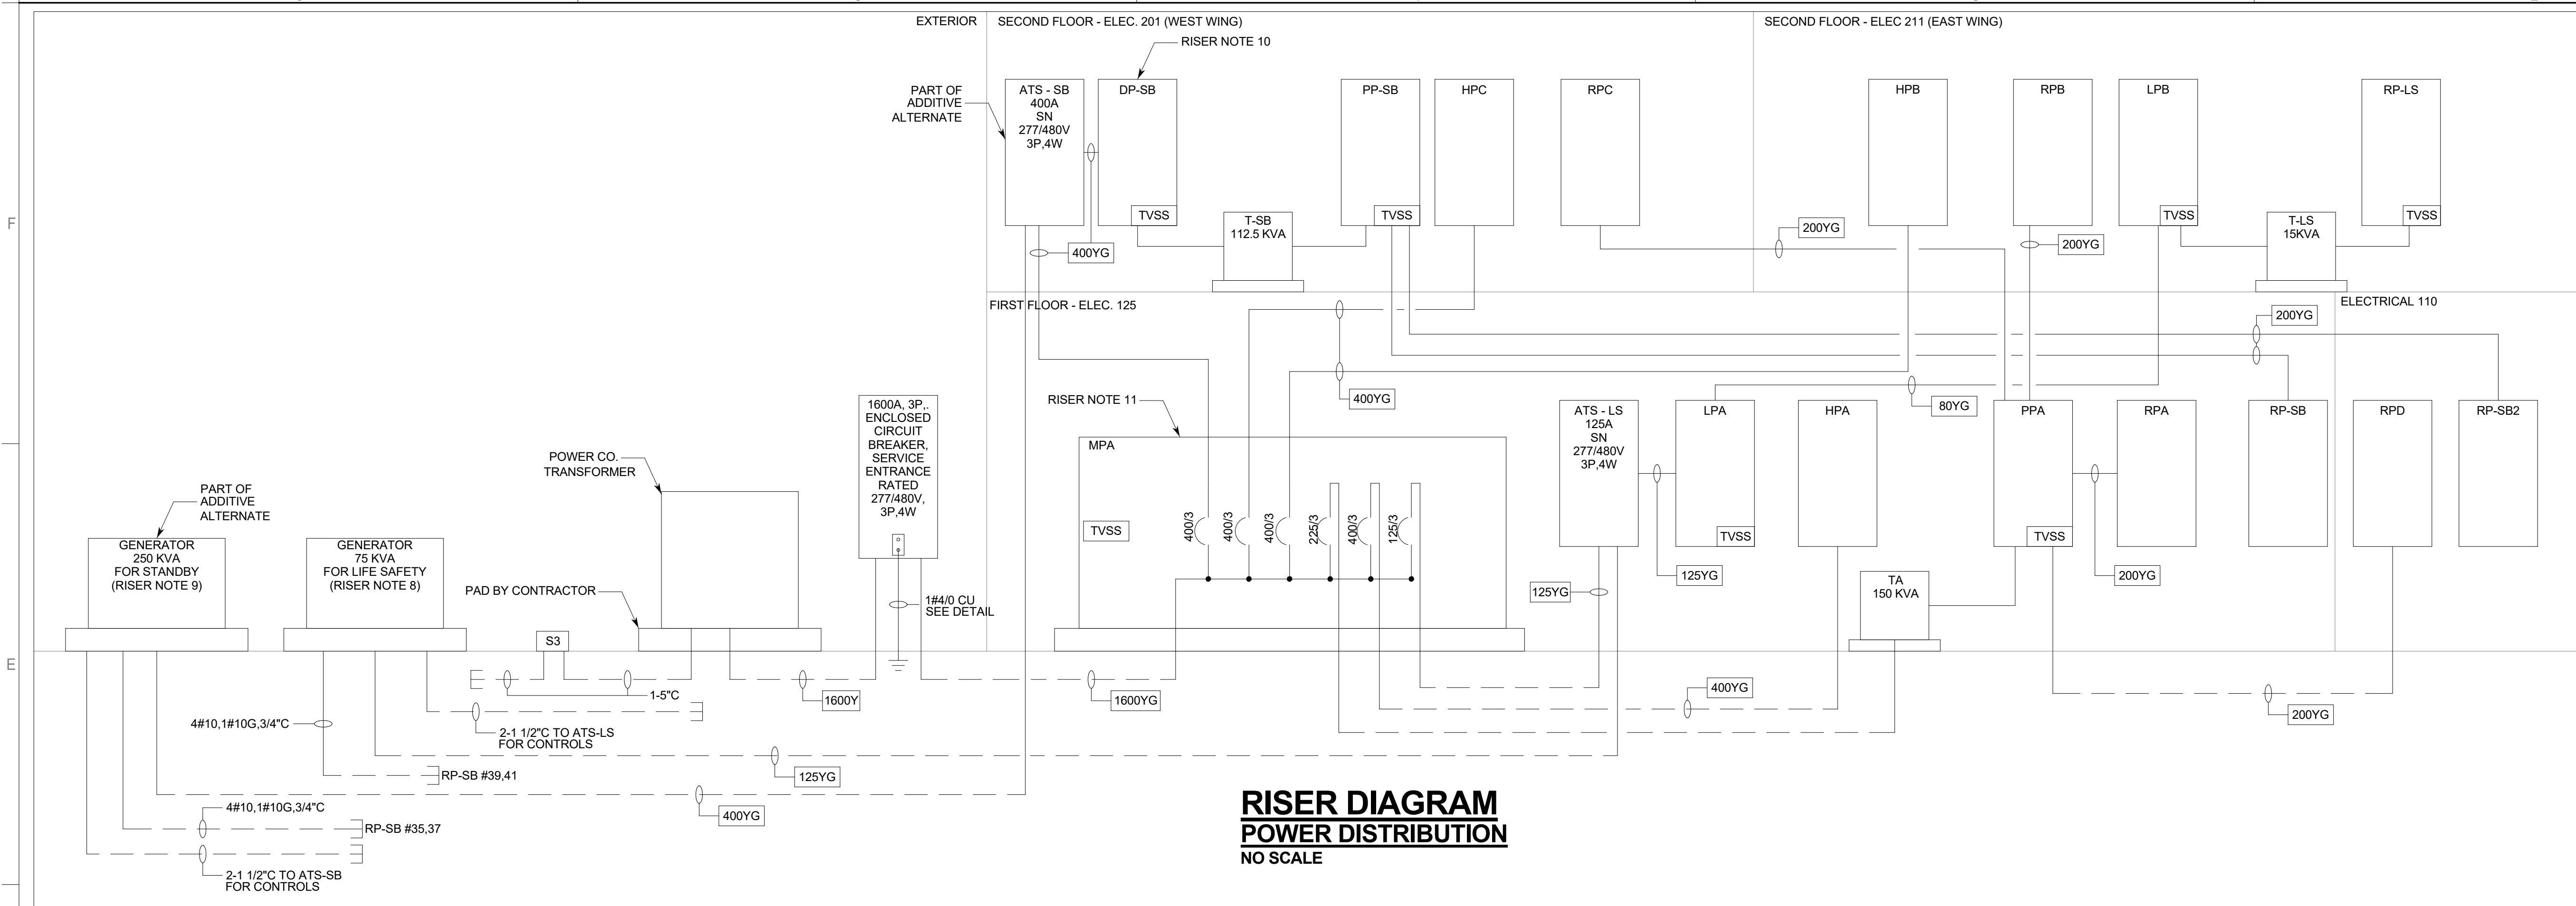 EXTERIOR
SECOND FLOOR - ELEC. 201 (WEST WING)
SECOND FLOOR - ELEC 211 (EAST WING)
RISER NOTE 10
PART OF
ADDITIVE
ALTERNATE
ATS - SB
400A
SN
277/480V
3P,4W
DP-SB
TVSS
T-SB
112.5 KVA
PP-SB
TVSS
HPC
RPC
HPB
RPB
LPB
TVSS
T-LS
15KVA
RP-LS
TVSS
F
400YG
200YG
200YG
FIRST FLOOR - ELEC. 125
ELECTRICAL 110
200YG
400YG
80YG
RISER NOTE 11
MPA
TVSS
400/3
400/3
400/3
225/3
400/3
125/3
ATS - LS
125A
SN
277/480V
3P,4W
LPA
TVSS
HPA
PPA
TVSS
RPA
RP-SB
RPD
RP-SB2
125YG
125YG
200YG
TA
150 KVA
1600A, 3P,.
ENCLOSED
CIRCUIT
BREAKER,
SERVICE
ENTRANCE
RATED
277/480V,
3P,4W
POWER CO.
TRANSFORMER
PART OF
ADDITIVE
ALTERNATE
GENERATOR
250 KVA
FOR STANDBY
(RISER NOTE 9)
GENERATOR
75 KVA
FOR LIFE SAFETY
(RISER NOTE 8)
PAD BY CONTRACTOR
1#4/0 CU
SEE DETAIL
S3
E
1-5"C
1600Y
1600YG
400YG
200YG
4#10,1#10G,3/4"C
2-1 1/2"C TO ATS-LS
FOR CONTROLS
RP-SB #39,41
125YG
4#10,1#10G,3/4"C
400YG
RP-SB #35,37
2-1 1/2"C TO ATS-SB
FOR CONTROLS
RISER DIAGRAM
POWER DISTRIBUTION
NO SCALE